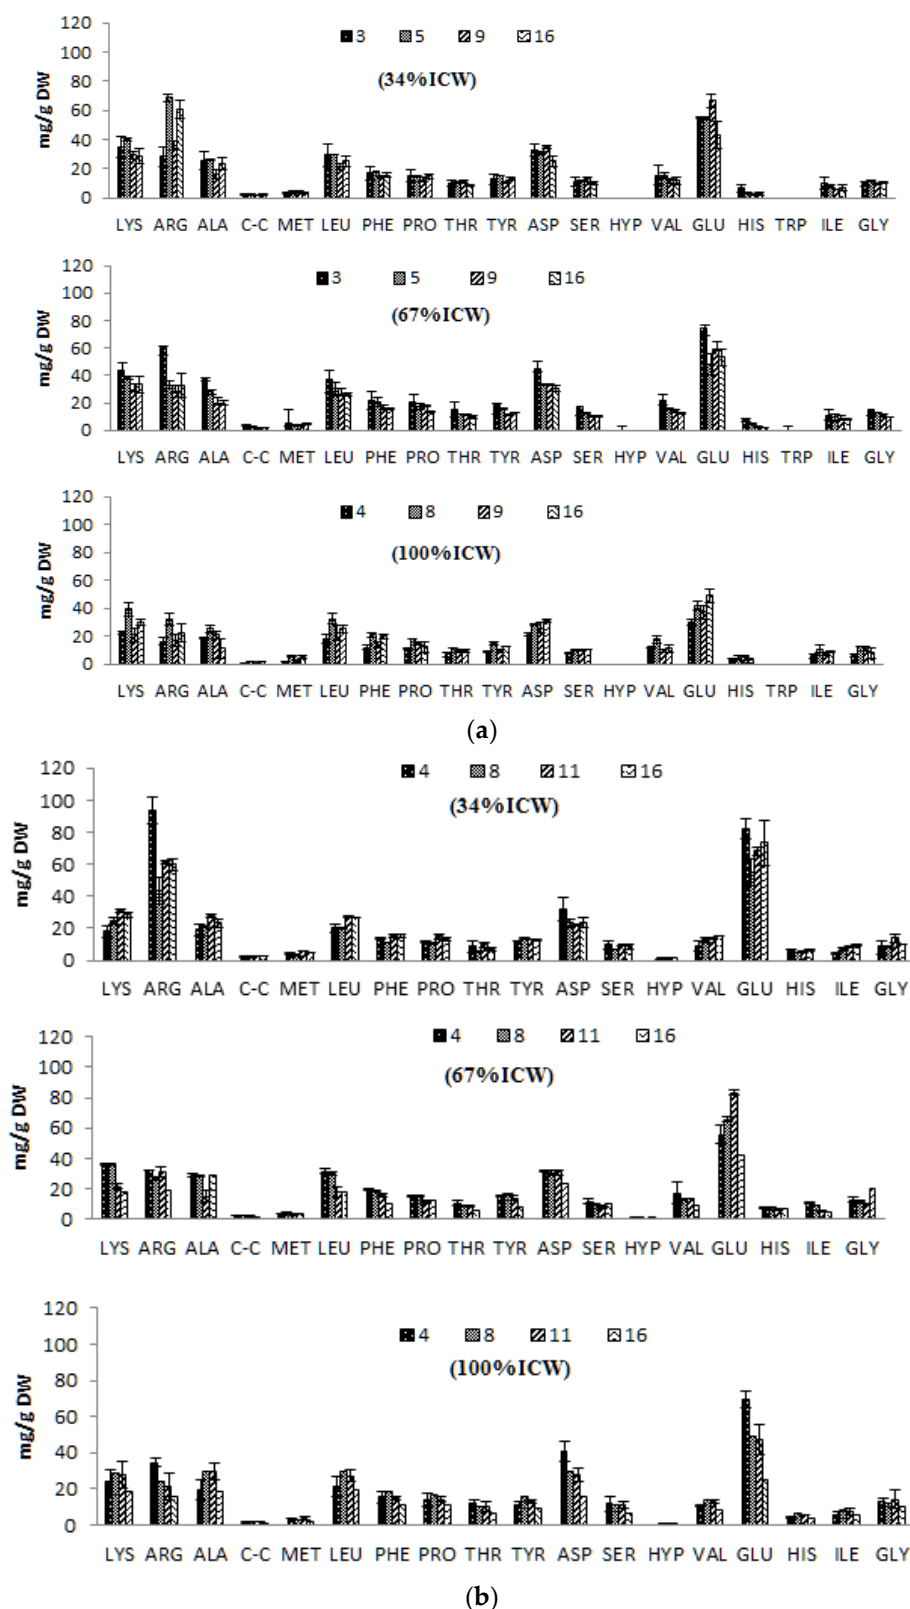 120
100
80
60
40
20
0
mg/g DW
3 5 9 16
(34%ICW)
LYS ARG ALA C-C MET LEU PHE PRO THR TYR ASP SER HYP VAL GLU HIS TRP ILE GLY
120
100
80
60
40
20
0
mg/g DW
3 5 9 16
(67%ICW)
LYS ARG ALA C-C MET LEU PHE PRO THR TYR ASP SER HYP VAL GLU HIS TRP ILE GLY
120
100
80
60
40
20
0
mg/g DW
4 8 9 16
(100%ICW)
LYS ARG ALA C-C MET LEU PHE PRO THR TYR ASP SER HYP VAL GLU HIS TRP ILE GLY
(a)
120
100
80
60
40
20
0
mg/g DW
4 8 11 16
(34%ICW)
LYS ARG ALA C-C MET LEU PHE PRO THR TYR ASP SER HYP VAL GLU HIS ILE GLY
120
100
80
60
40
20
0
mg/g DW
4 8 11 16
(67%ICW)
LYS ARG ALA C-C MET LEU PHE PRO THR TYR ASP SER HYP VAL GLU HIS ILE GLY
120
100
80
60
40
20
0
mg/g DW
4 8 11 16
(100%ICW)
LYS ARG ALA C-C MET LEU PHE PRO THR TYR ASP SER HYP VAL GLU HIS ILE GLY
(b)